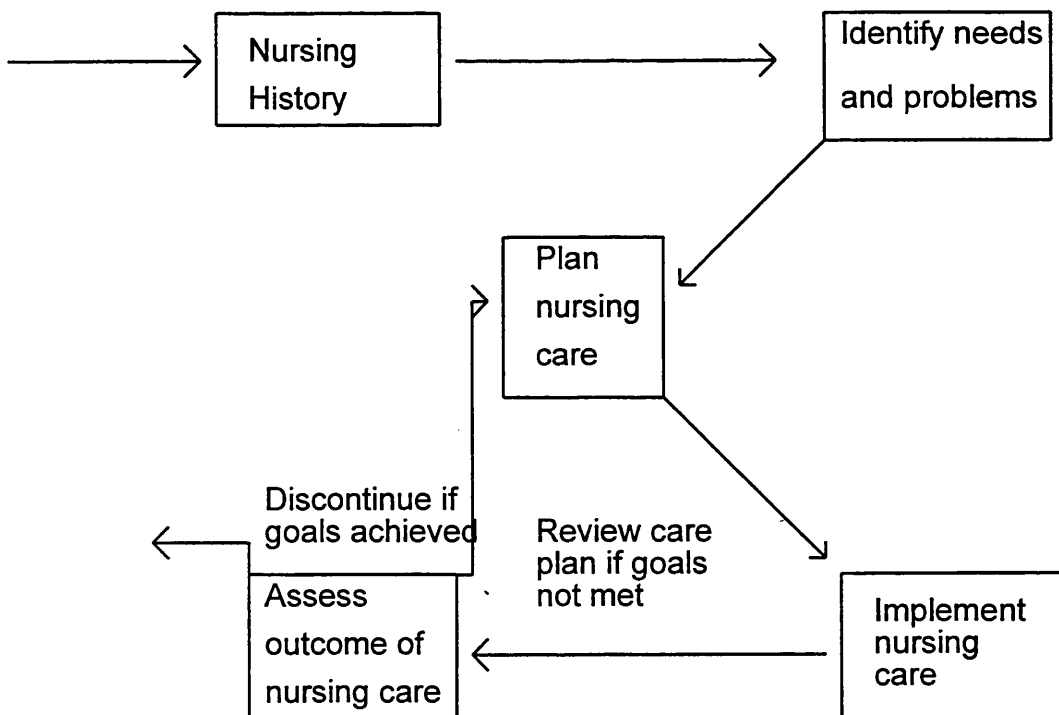 Nursing
History
Identify needs
and problems
Plan
nursing
care
Discontinue if
goals achieved
Review care
plan if goals
not met
Assess
outcome of
nursing care
Implement
nursing
care